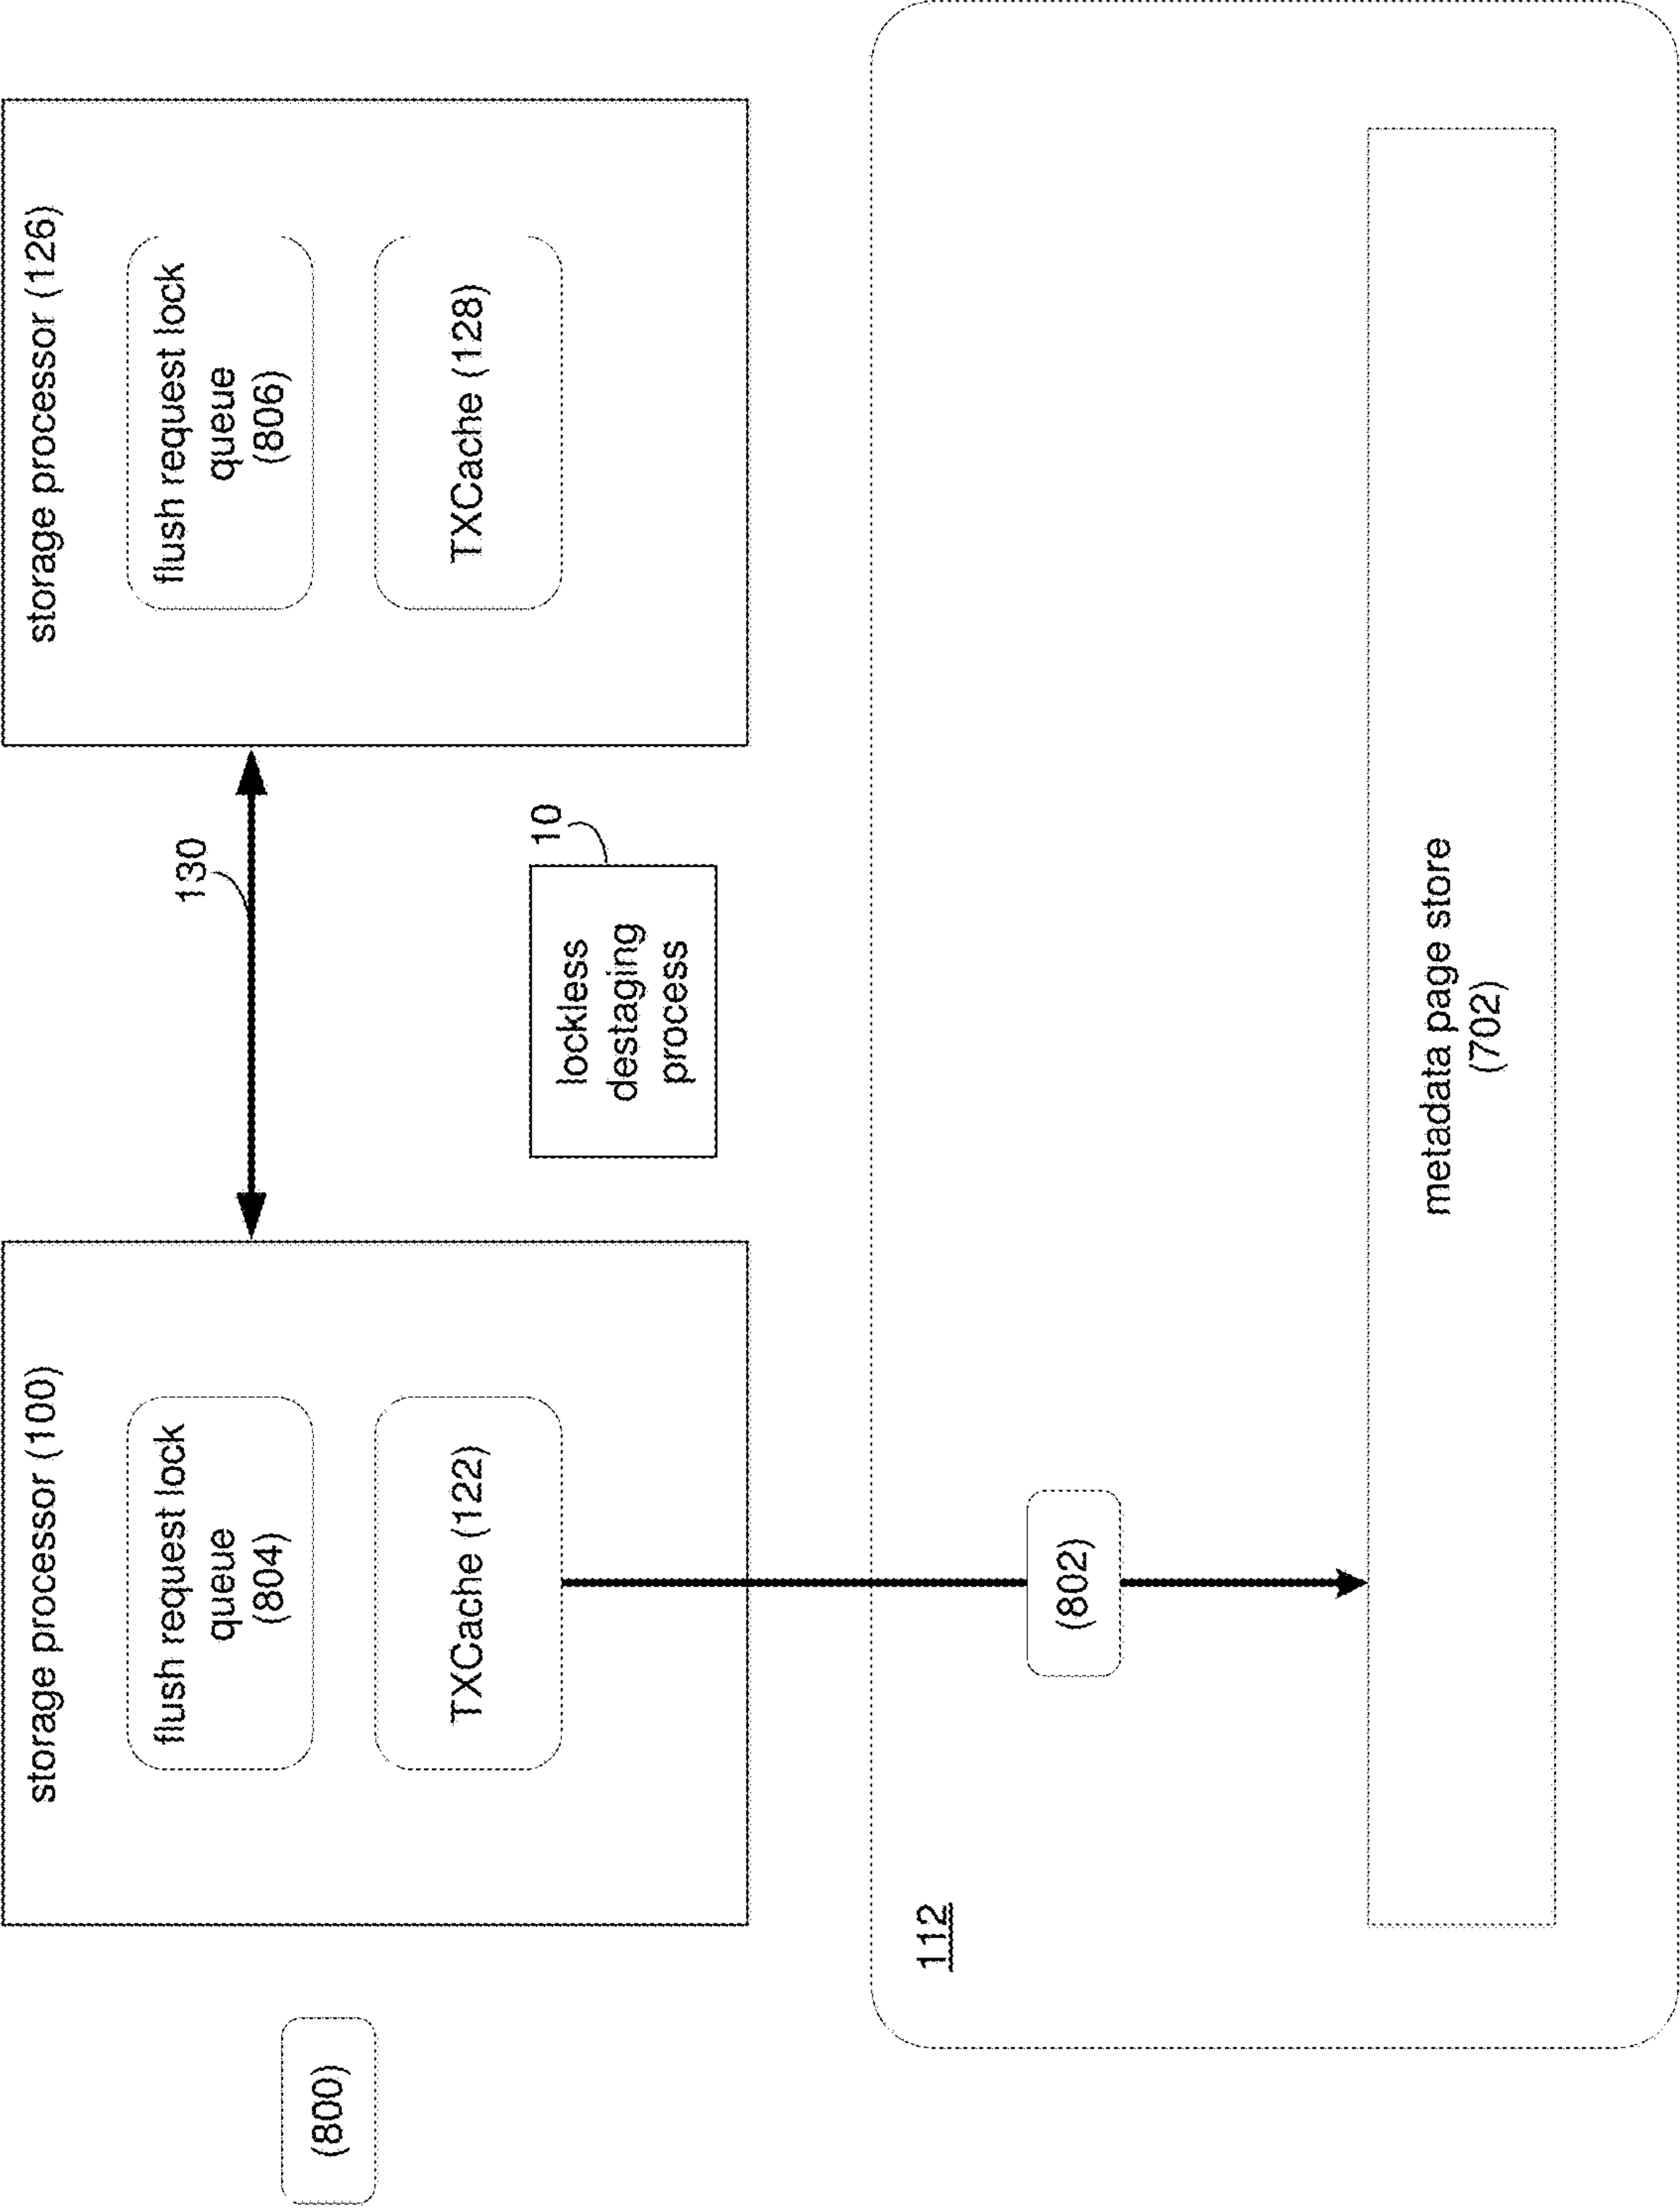 (800)
storage processor (100)
flush request lock
queue
(804)
TXCache (122)
130
10
lockless
destaging
process
storage processor (126)
flush request lock
queue
(806)
TXCache (128)
112
(802)
metadata page store
(702)